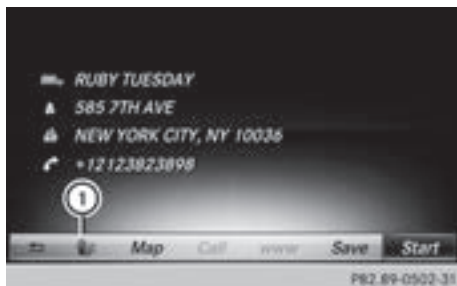 RUBY TUESDAY
585 7TH AVE
NEW YORK CITY, NY 10036
+12123823898
1
Map Call www Save Start
P82.89-0502-31